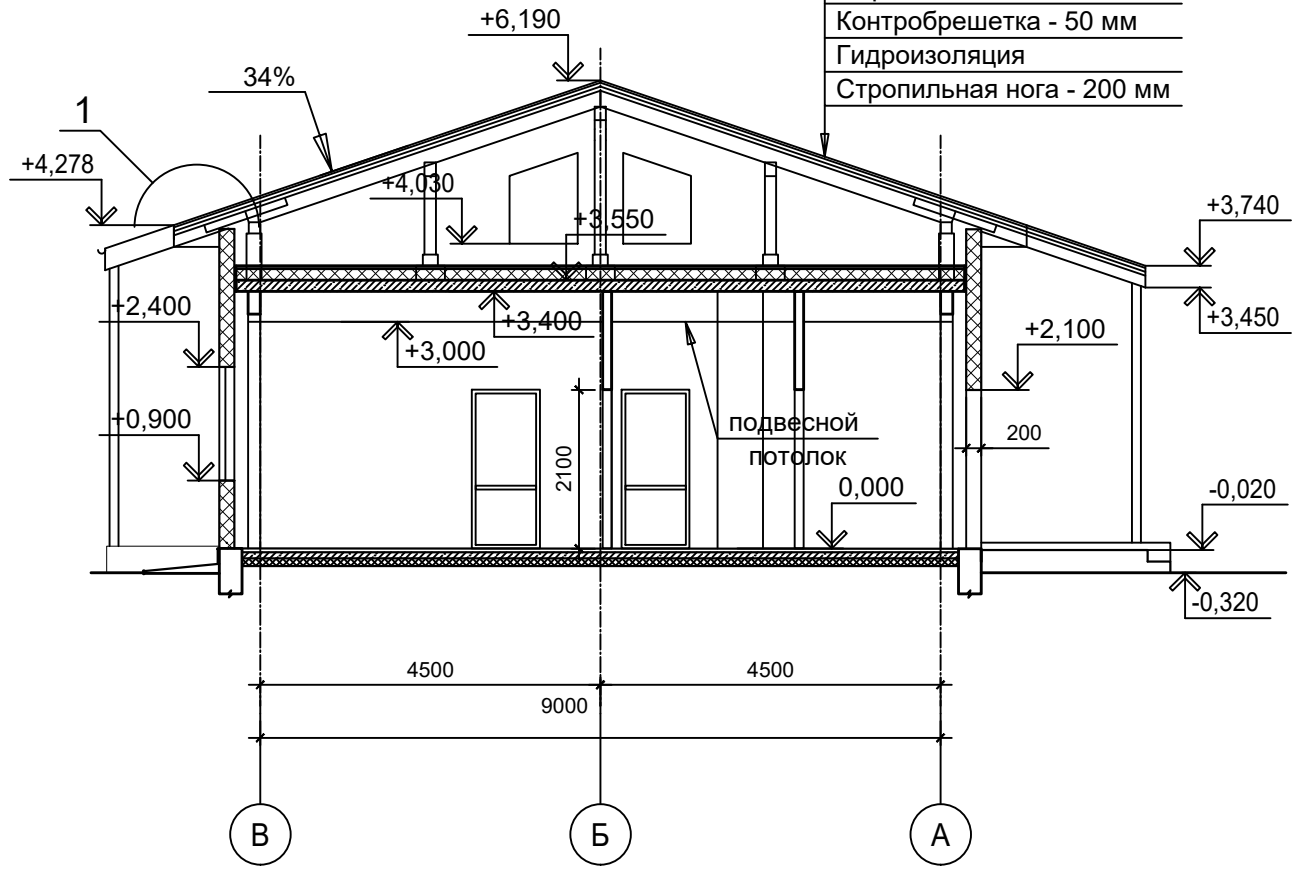 Контробрешетка - 50 мм
Гидроизоляция
Стропильная нога - 200 мм
+6,190
34%
1
+4,278
+4,030
+3,550
+3,740
+2,400
+3,400
+3,450
+3,000
+2,100
+0,900
подвесной
потолок
200
2100
0,000
-0,020
-0,320
4500
4500
9000
В
Б
А